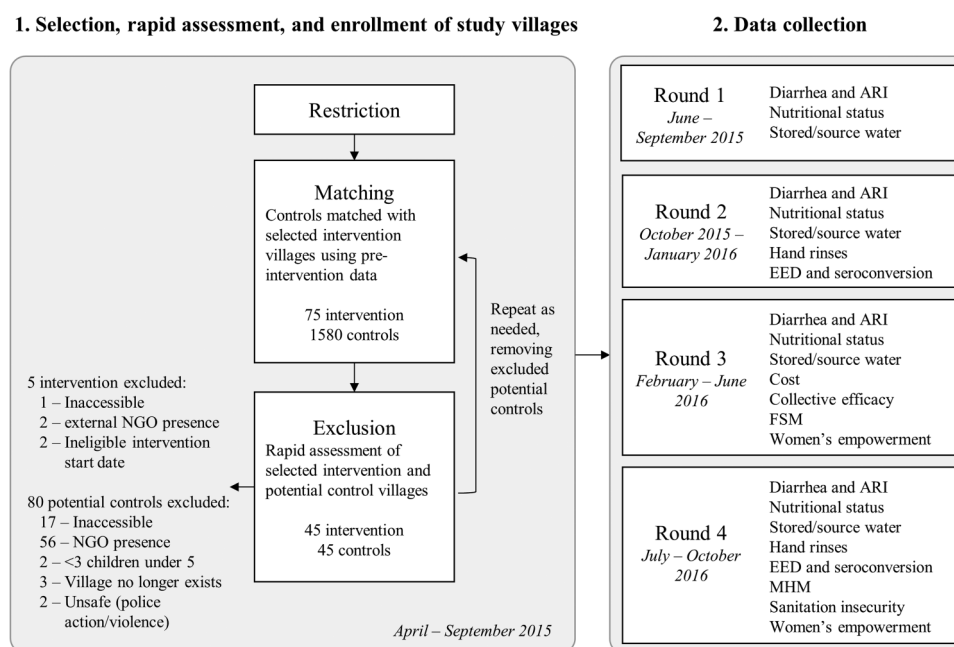 1. Selection, rapid assessment, and enrollment of study villages
Restriction
Matching
Controls matched with
selected intervention
villages using pre-
intervention data
75 intervention
1580 controls
Repeat as
needed,
removing
excluded
potential
controls
5 intervention excluded:
1 – Inaccessible
2 – external NGO presence
2 – Ineligible intervention
start date
Exclusion
Rapid assessment of
selected intervention and
potential control villages
45 intervention
45 controls
80 potential controls excluded:
17 – Inaccessible
56 – NGO presence
2 – <3 children under 5
3 – Village no longer exists
2 – Unsafe (police
action/violence)
April – September 2015
2. Data collection
Round 1
June –
September 2015
Diarrhea and ARI
Nutritional status
Stored/source water
Round 2
October 2015 –
January 2016
Diarrhea and ARI
Nutritional status
Stored/source water
Hand rinses
EED and seroconversion
Round 3
February – June
2016
Diarrhea and ARI
Nutritional status
Stored/source water
Cost
Collective efficacy
FSM
Women's empowerment
Round 4
July – October
2016
Diarrhea and ARI
Nutritional status
Stored/source water
Hand rinses
EED and seroconversion
MHM
Sanitation insecurity
Women's empowerment